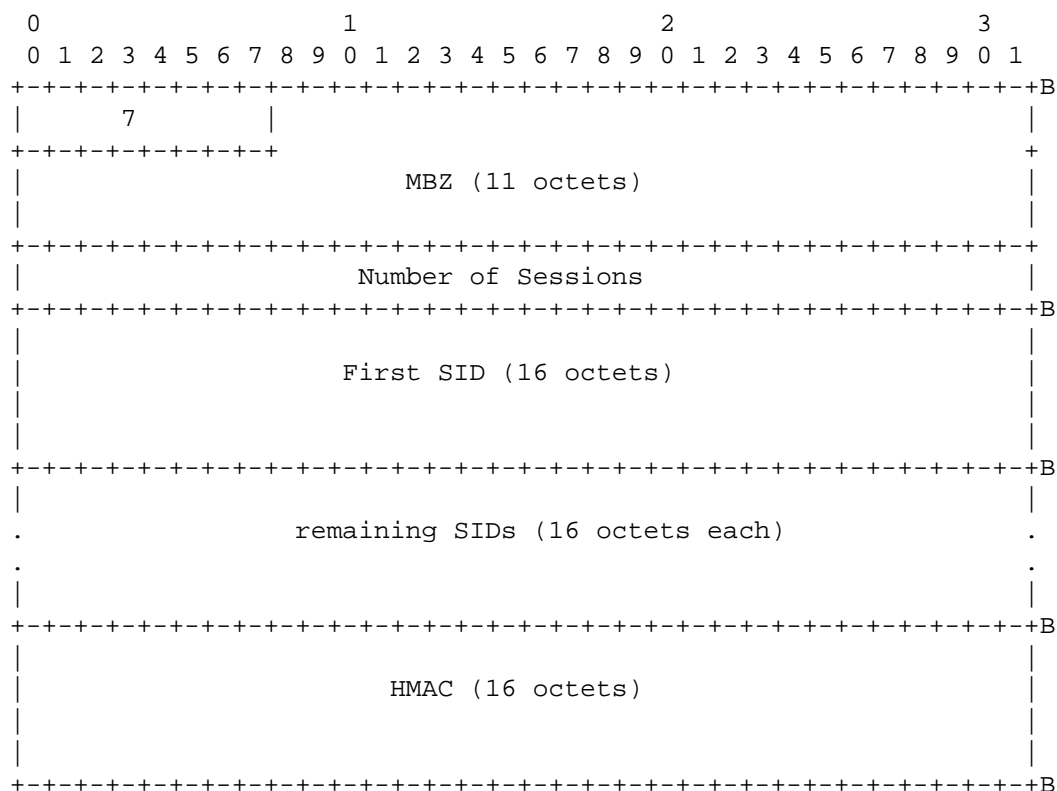 0                   1                   2                   3
 0 1 2 3 4 5 6 7 8 9 0 1 2 3 4 5 6 7 8 9 0 1 2 3 4 5 6 7 8 9 0 1
+-+-+-+-+-+-+-+-+-+-+-+-+-+-+-+-+-+-+-+-+-+-+-+-+-+-+-+-+-+-+-+-+B
|      7        |                                               |
+-+-+-+-+-+-+-+-+                                               +
|                        MBZ (11 octets)                        |
|                                                               |
+-+-+-+-+-+-+-+-+-+-+-+-+-+-+-+-+-+-+-+-+-+-+-+-+-+-+-+-+-+-+-+-+
|                     Number of Sessions                        |
+-+-+-+-+-+-+-+-+-+-+-+-+-+-+-+-+-+-+-+-+-+-+-+-+-+-+-+-+-+-+-+-+B
|                                                               |
|                    First SID (16 octets)                      |
|                                                               |
|                                                               |
+-+-+-+-+-+-+-+-+-+-+-+-+-+-+-+-+-+-+-+-+-+-+-+-+-+-+-+-+-+-+-+-+B
|                                                               |
.                 remaining SIDs (16 octets each)               .
.                                                               .
|                                                               |
+-+-+-+-+-+-+-+-+-+-+-+-+-+-+-+-+-+-+-+-+-+-+-+-+-+-+-+-+-+-+-+-+B
|                                                               |
|                       HMAC (16 octets)                        |
|                                                               |
|                                                               |
+-+-+-+-+-+-+-+-+-+-+-+-+-+-+-+-+-+-+-+-+-+-+-+-+-+-+-+-+-+-+-+-+B